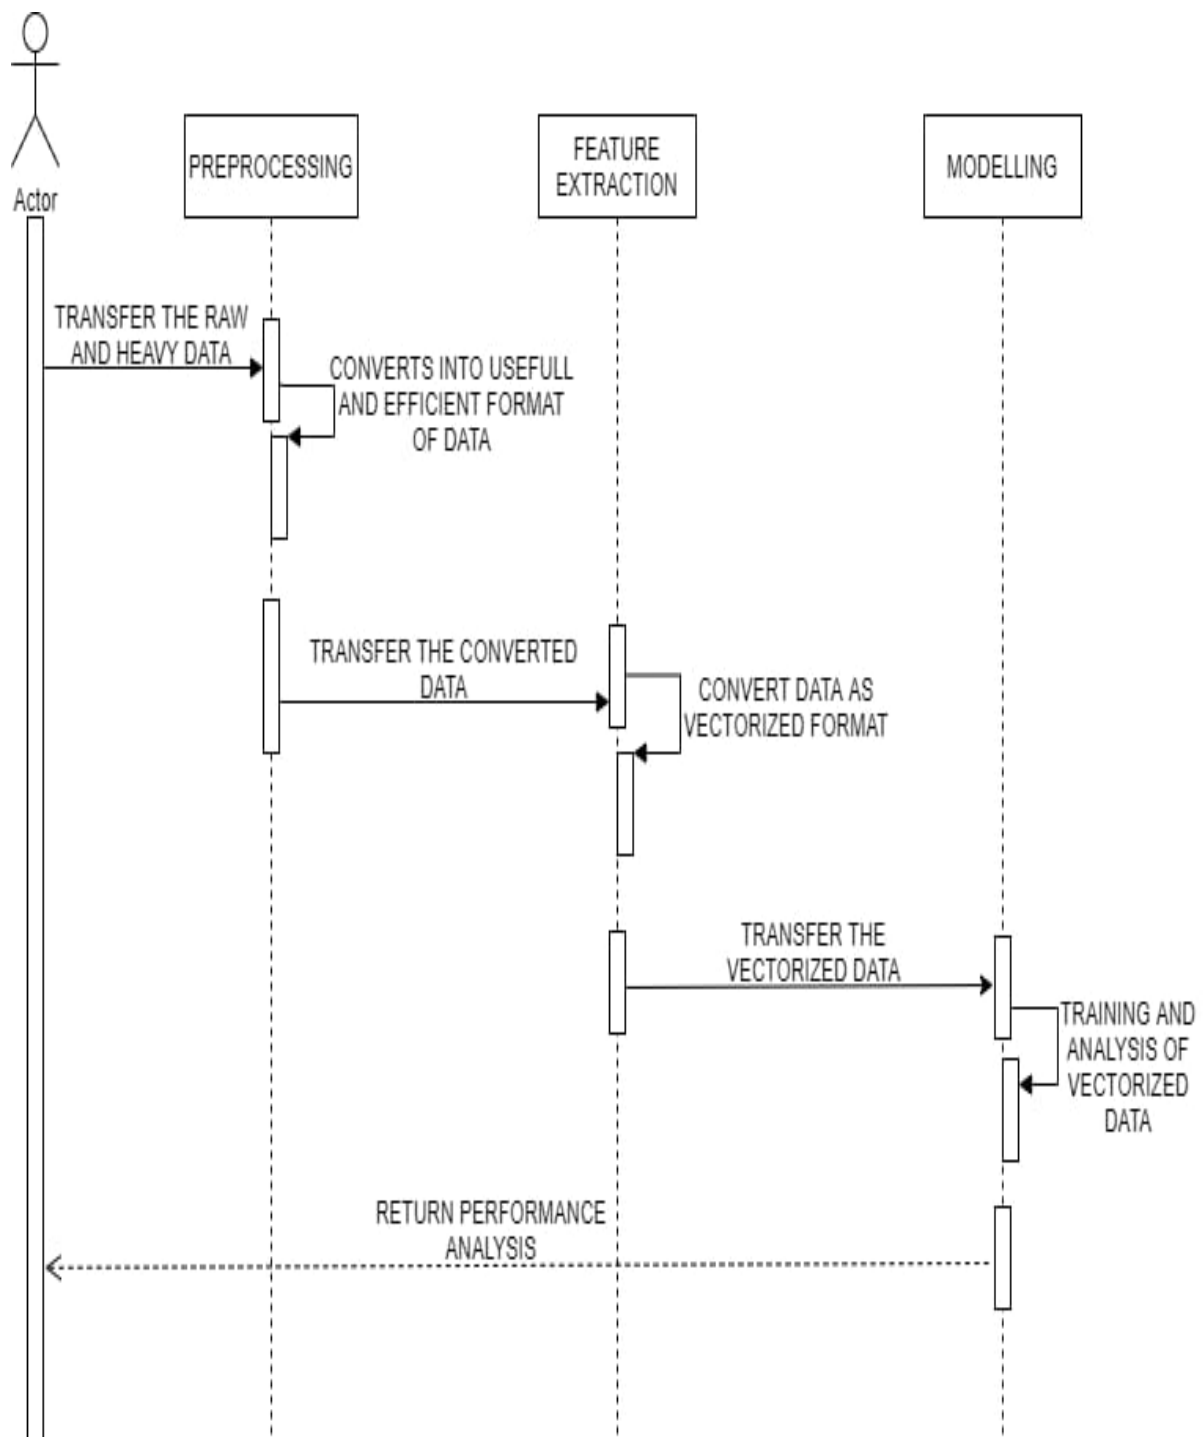 Actor
PREPROCESSING
FEATURE
EXTRACTION
MODELLING
TRANSFER THE RAW
AND HEAVY DATA
CONVERTS INTO USEFULL
AND EFFICIENT FORMAT
OF DATA
TRANSFER THE CONVERTED
DATA
CONVERT DATA AS
VECTORIZED FORMAT
TRANSFER THE
VECTORIZED DATA
TRAINING AND
ANALYSIS OF
VECTORIZED
DATA
RETURN PERFORMANCE
ANALYSIS